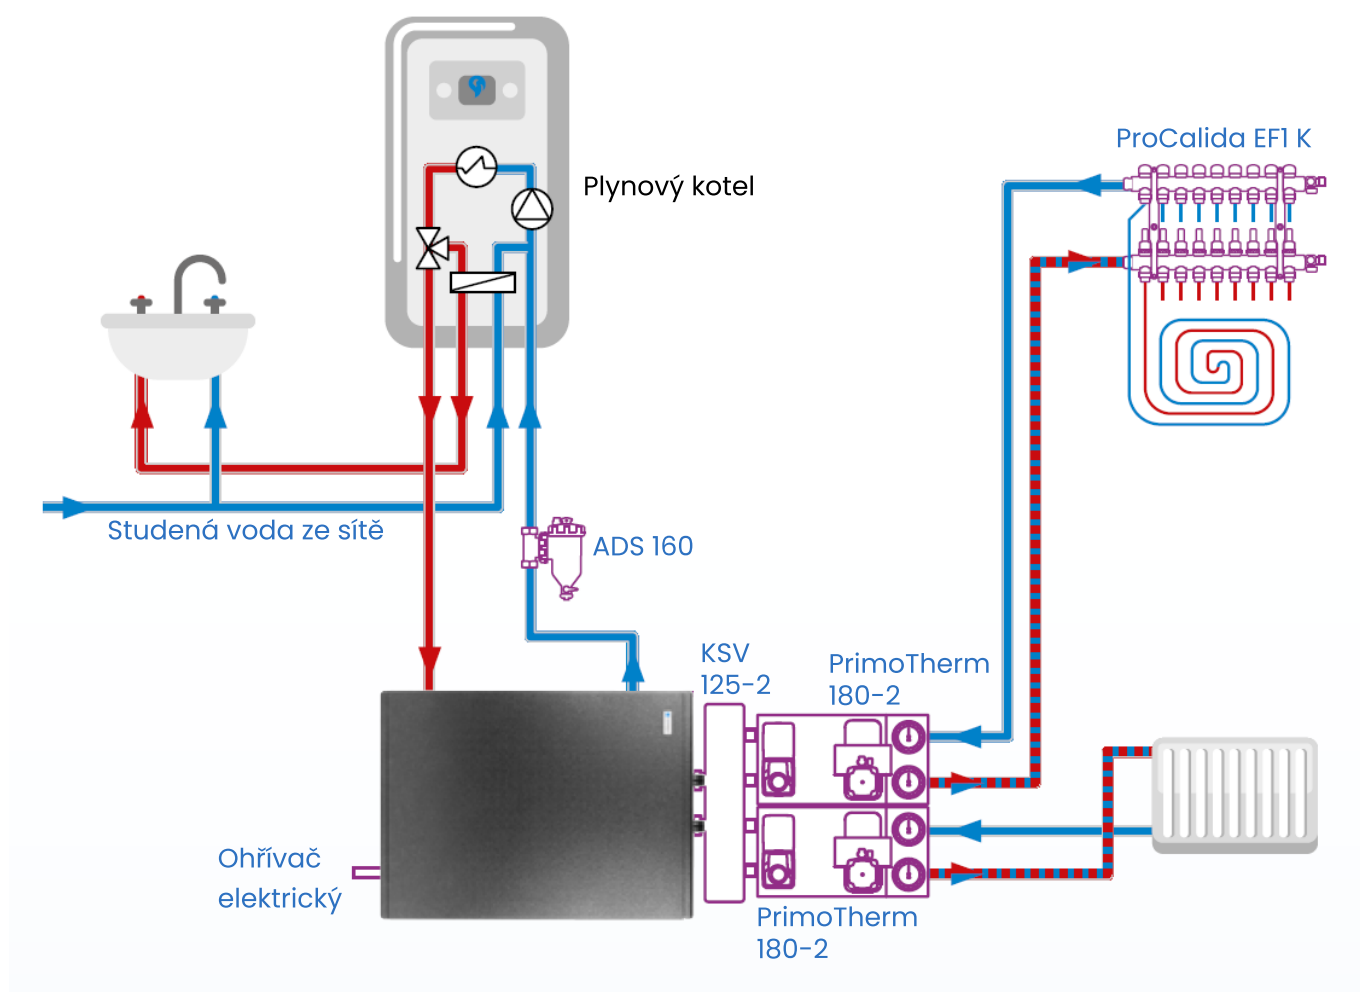 ProCalida EF1 K
Plynový kotel
Studená voda ze sítě
ADS 160
KSV
125-2
PrimoTherm
180-2
Ohřívač
elektrický
PrimoTherm
180-2